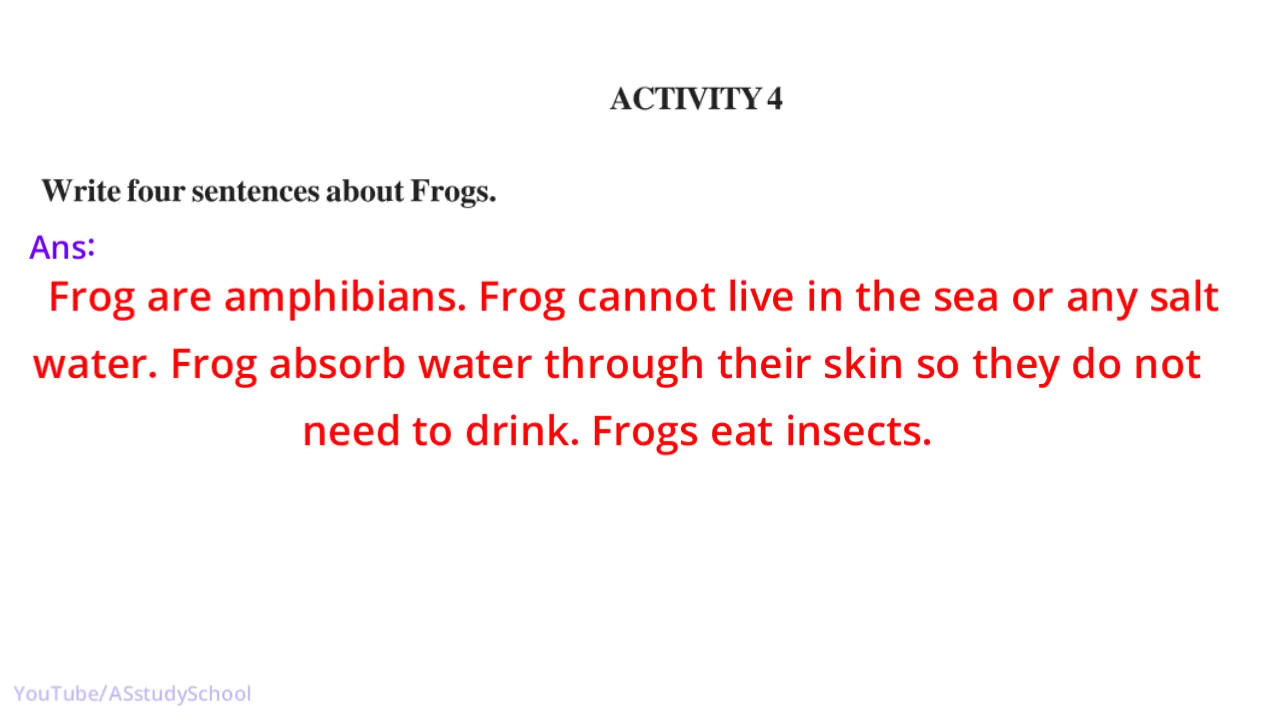 ACTIVITY 4
Write four sentences about Frogs.
Ans:
Frog are amphibians. Frog cannot live in the sea or any salt
water. Frog absorb water through their skin so they do not
need to drink. Frogs eat insects.
YouTube/ASstudySchool